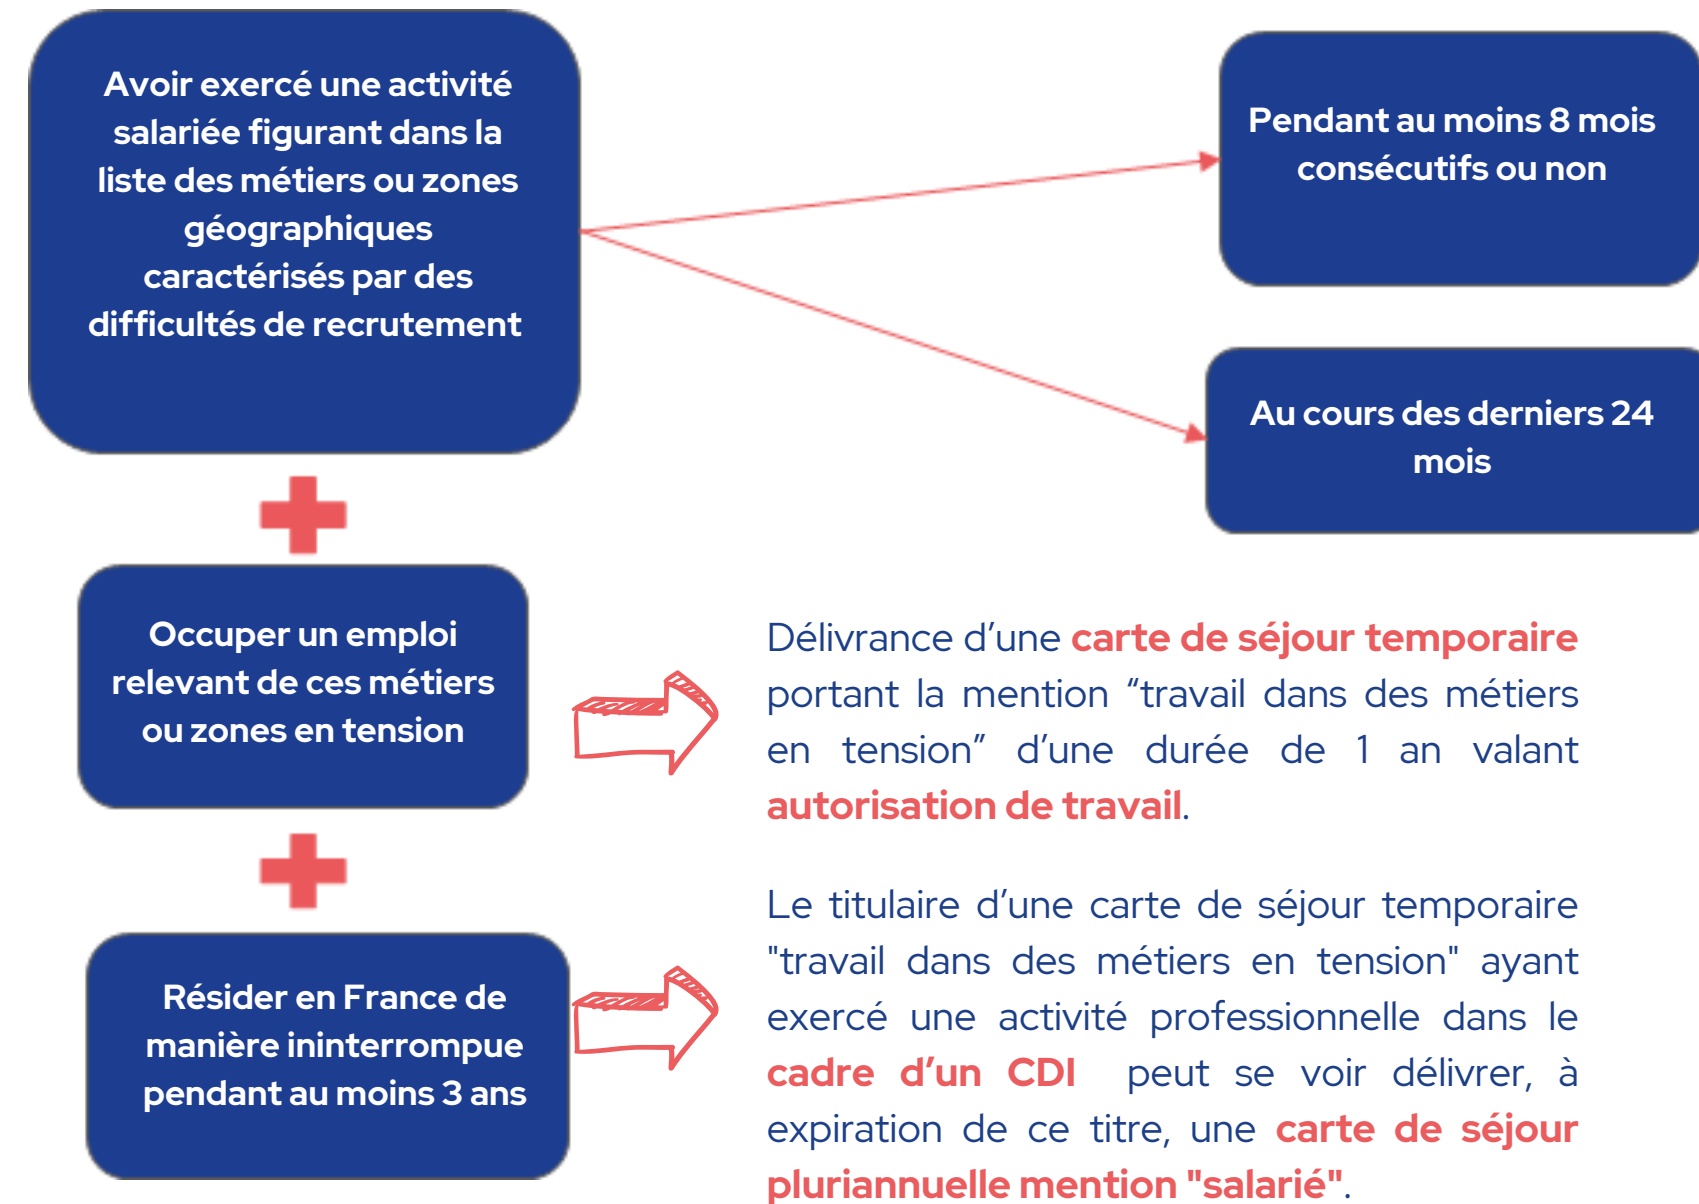 Avoir exercé une activité
salariée figurant dans la
liste des métiers ou zones
géographiques
caractérisés par des
difficultés de recrutement
Pendant au moins 8 mois
consécutifs ou non
Au cours des derniers 24
mois
Occuper un emploi
relevant de ces métiers
ou zones en tension
Délivrance d’une carte de séjour temporaire
portant la mention “travail dans des métiers
en tension” d’une durée de 1 an valant
autorisation de travail.
Résider en France de
manière ininterrompue
pendant au moins 3 ans
Le titulaire d’une carte de séjour temporaire
"travail dans des métiers en tension" ayant
exercé une activité professionnelle dans le
cadre d’un CDI peut se voir délivrer, à
expiration de ce titre, une carte de séjour
pluriannuelle mention "salarié".